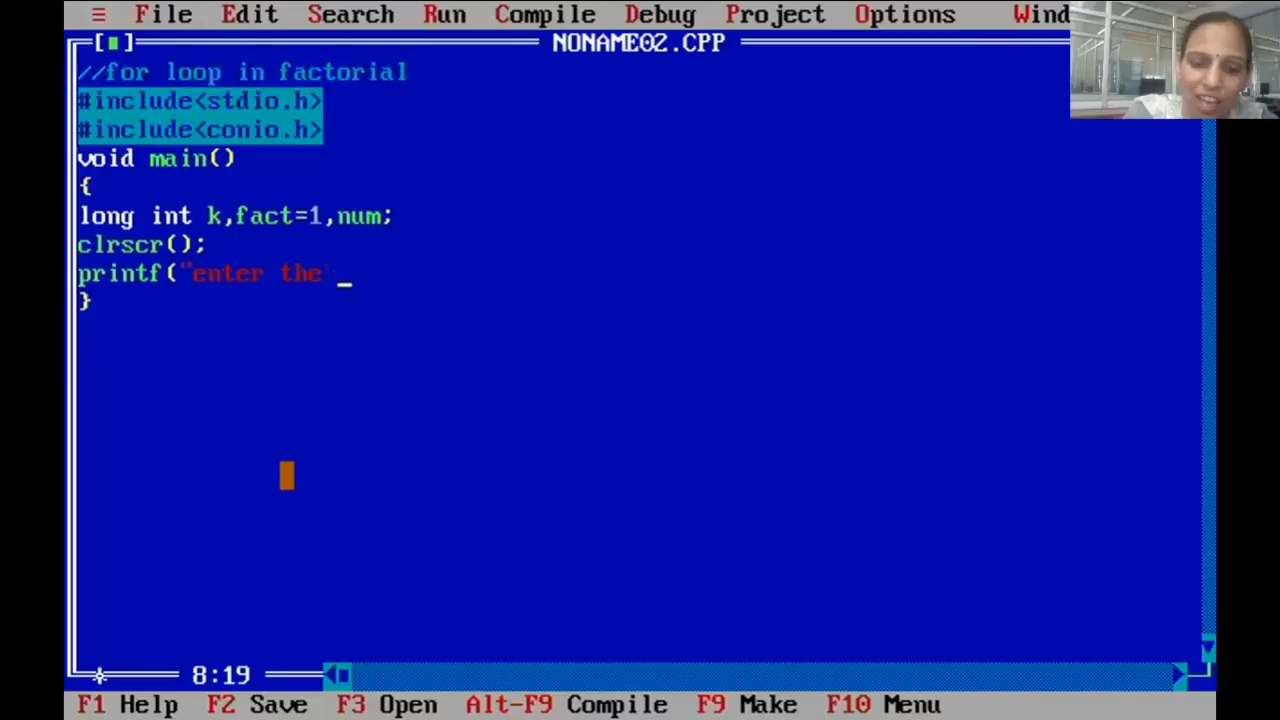 ≡ File Edit Search Run Compile Debug Project Options Wind
[■] NONAME02.CPP
//for loop in factorial
#include<stdio.h>
#include<conio.h>
void main()
{
long int k,fact=1,num;
clrscr();
printf("enter the _
}
8:19
F1 Help F2 Save F3 Open Alt-F9 Compile F9 Make F10 Menu